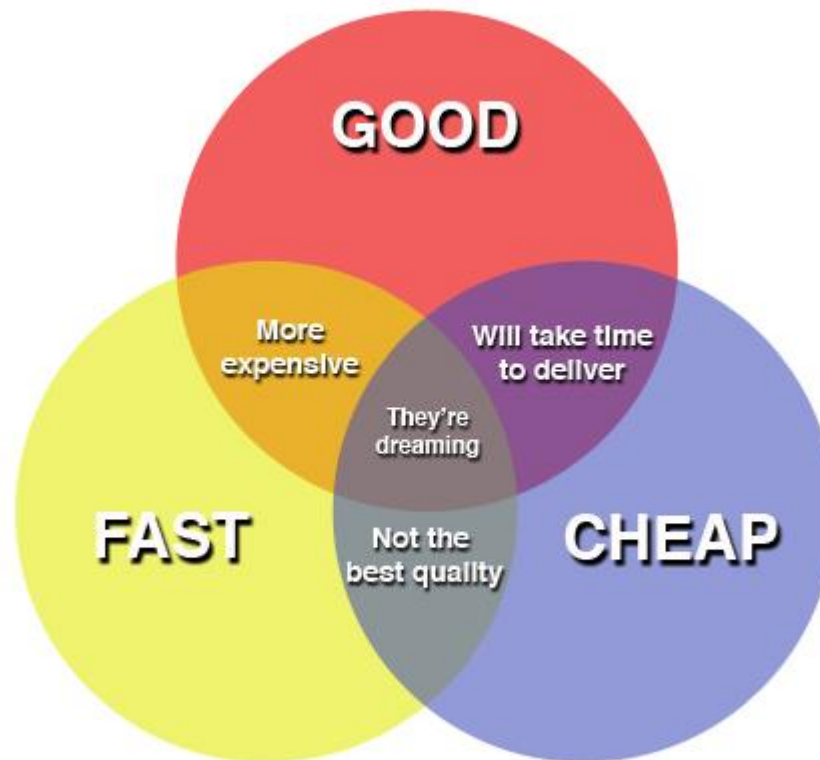 GOOD
More
expensive
Will take time
to deliver
They're
dreaming
FAST
Not the
best quality
CHEAP